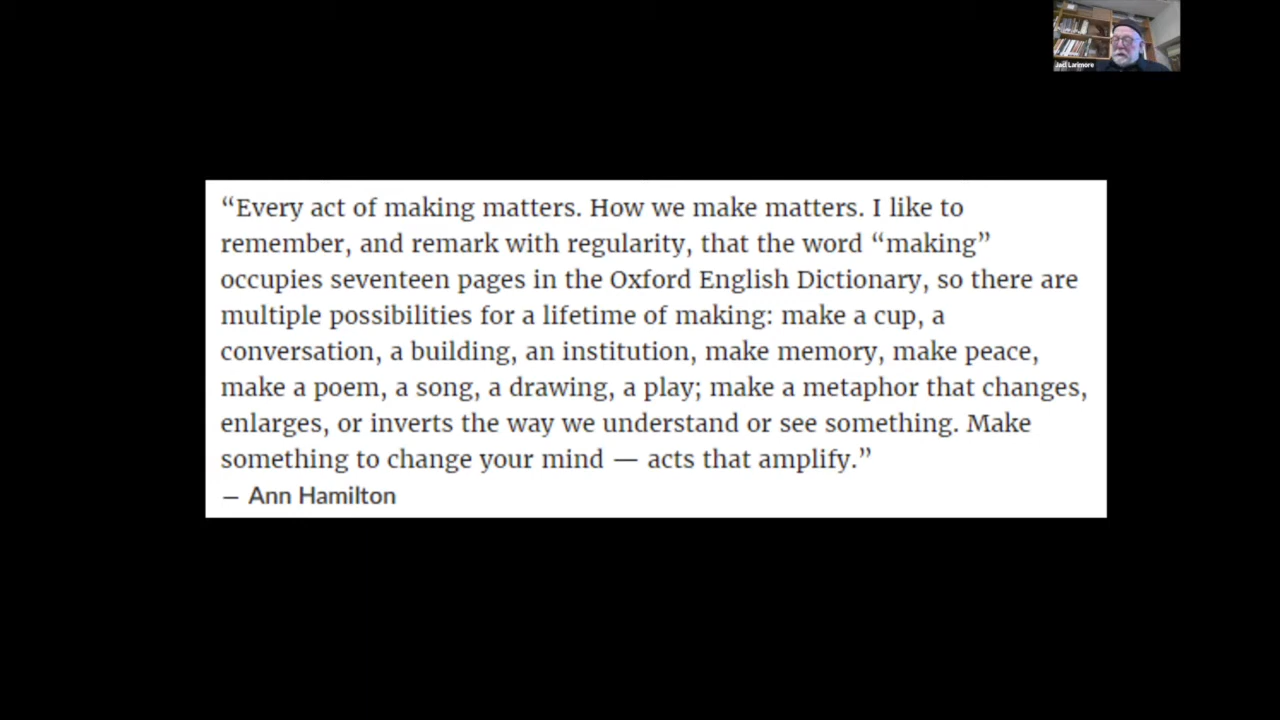 Jack Larimore
“Every act of making matters. How we make matters. I like to
remember, and remark with regularity, that the word “making”
occupies seventeen pages in the Oxford English Dictionary, so there are
multiple possibilities for a lifetime of making: make a cup, a
conversation, a building, an institution, make memory, make peace,
make a poem, a song, a drawing, a play; make a metaphor that changes,
enlarges, or inverts the way we understand or see something. Make
something to change your mind — acts that amplify.”
– Ann Hamilton